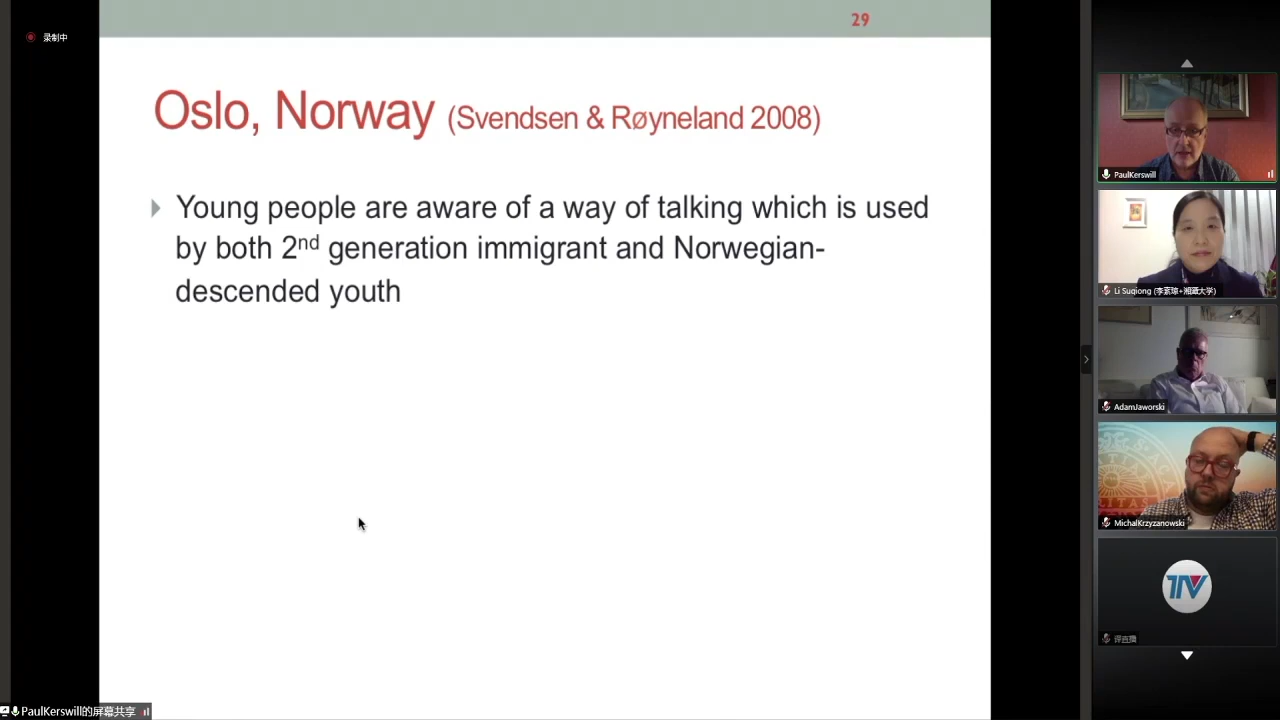 29
录制中
Oslo, Norway (Svendsen & Røyneland 2008)
Young people are aware of a way of talking which is used
by both 2nd generation immigrant and Norwegian-
descended youth
PaulKerswill
Li Suqiong (李素琼+湘潭大学)
AdamJaworski
MichalKrzyzanowski
TV
PaulKerswill的屏幕共享